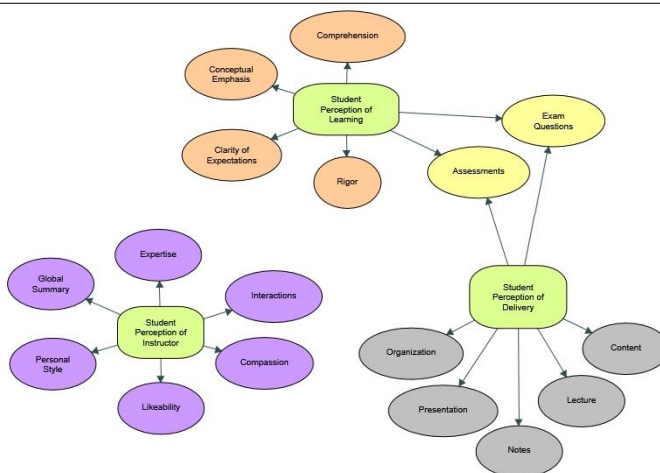 Comprehension
Conceptual
Emphasis
Student
Perception of
Learning
Exam
Questions
Clarity of
Expectations
Rigor
Assessments
Expertise
Global
Summary
Interactions
Student
Perception of
Instructor
Personal
Style
Compassion
Likeability
Student
Perception of
Delivery
Organization
Content
Presentation
Lecture
Notes